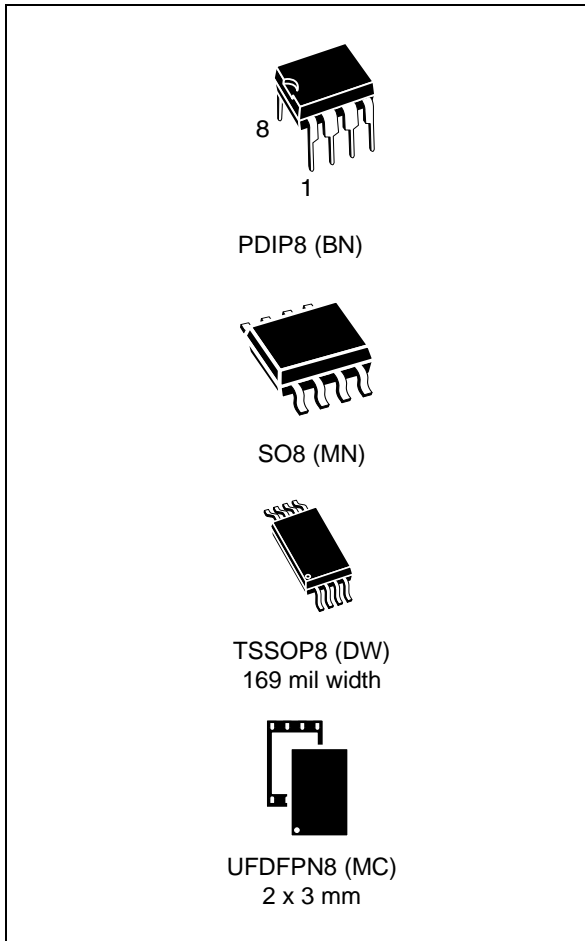 8
1
PDIP8 (BN)
SO8 (MN)
TSSOP8 (DW)
169 mil width
UFDFPN8 (MC)
2 x 3 mm